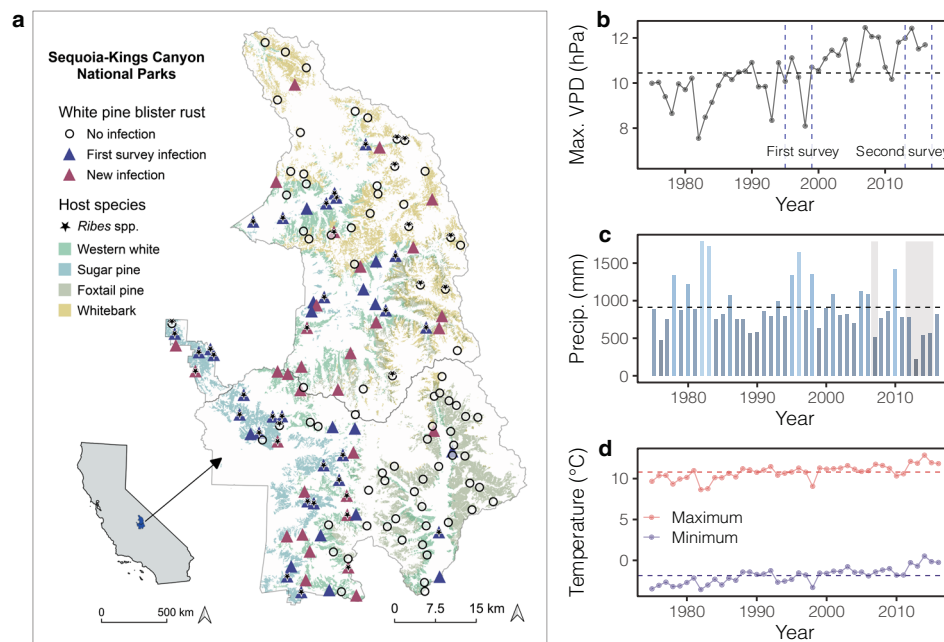 a
Sequoia-Kings Canyon
National Parks
White pine blister rust
No infection
First survey infection
New infection
Host species
Ribes spp.
Western white
Sugar pine
Foxtail pine
Whitebark
0 500 km
0 7.5 15 km
b
Max. VPD (hPa)
12
10
8
First survey Second survey
1980 1990 2000 2010
Year
c
Precip. (mm)
1500
1000
500
0
1980 1990 2000 2010
Year
d
Temperature (°C)
10
5
0
Maximum
Minimum
1980 1990 2000 2010
Year